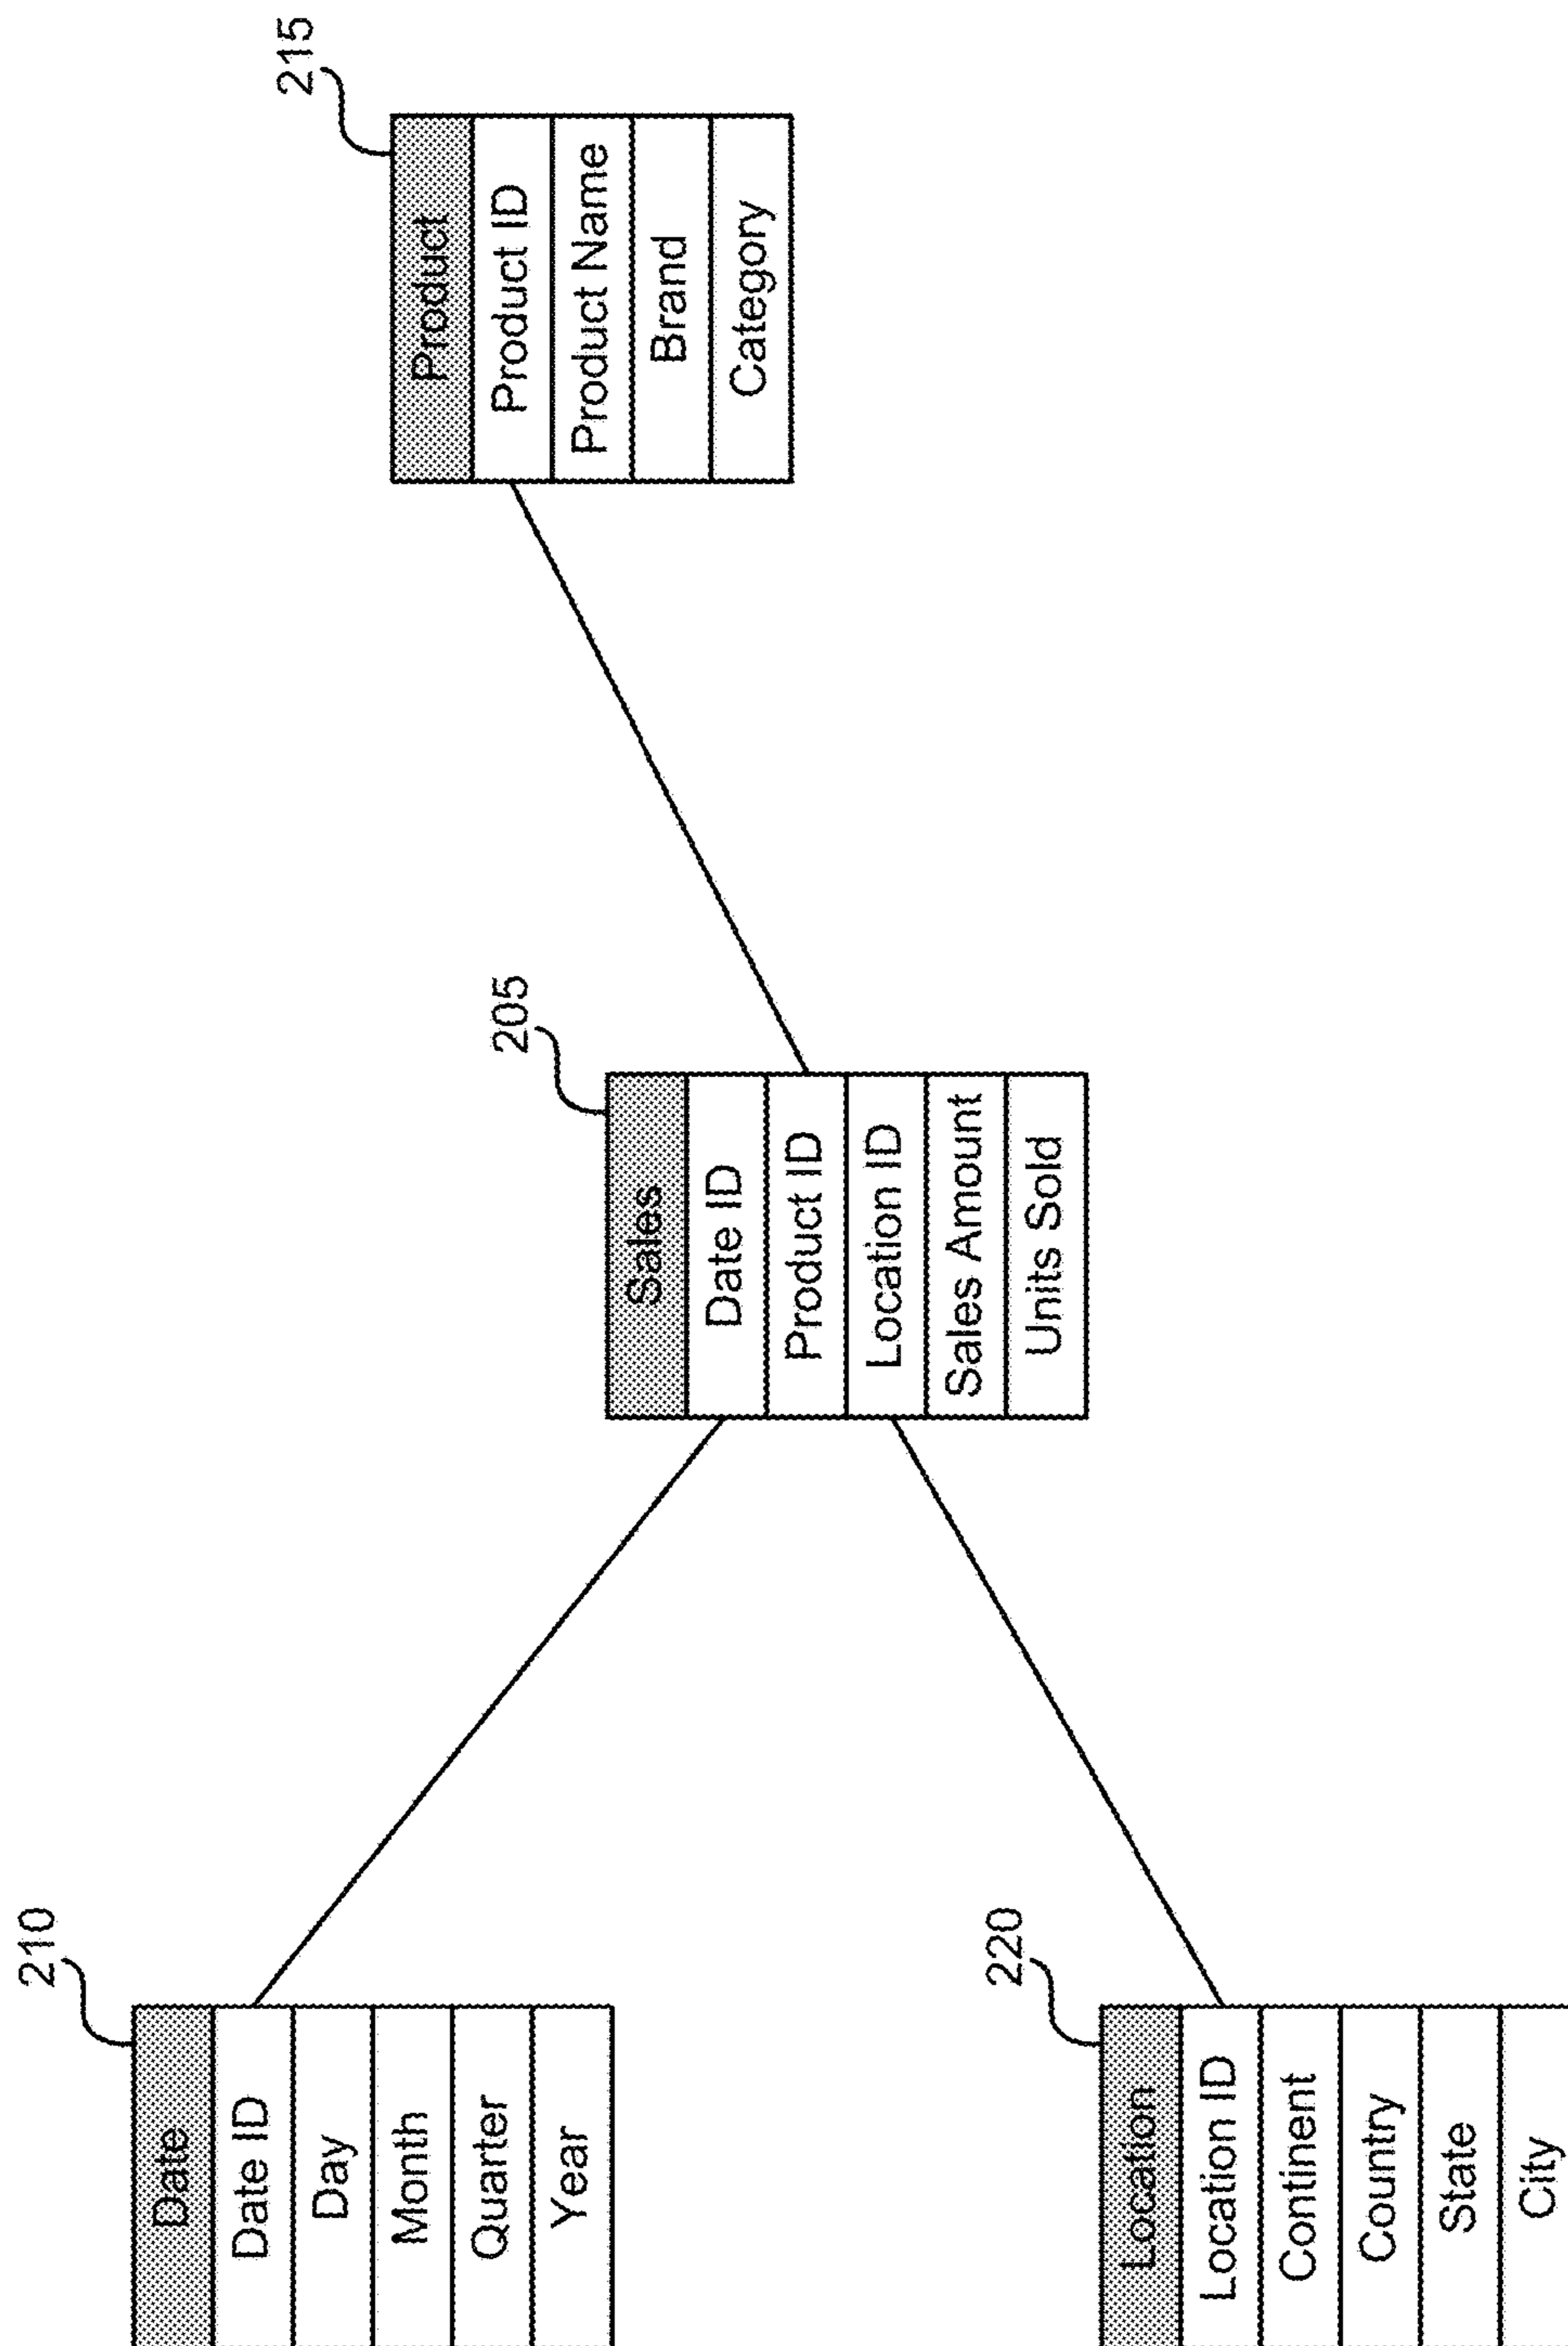 210
Date
Date ID
Day
Month
Quarter
Year
220
Location
Location ID
Continent
Country
State
City
205
Sales
Date ID
Product ID
Location ID
Sales Amount
Units Sold
215
Product
Product ID
Product Name
Brand
Category